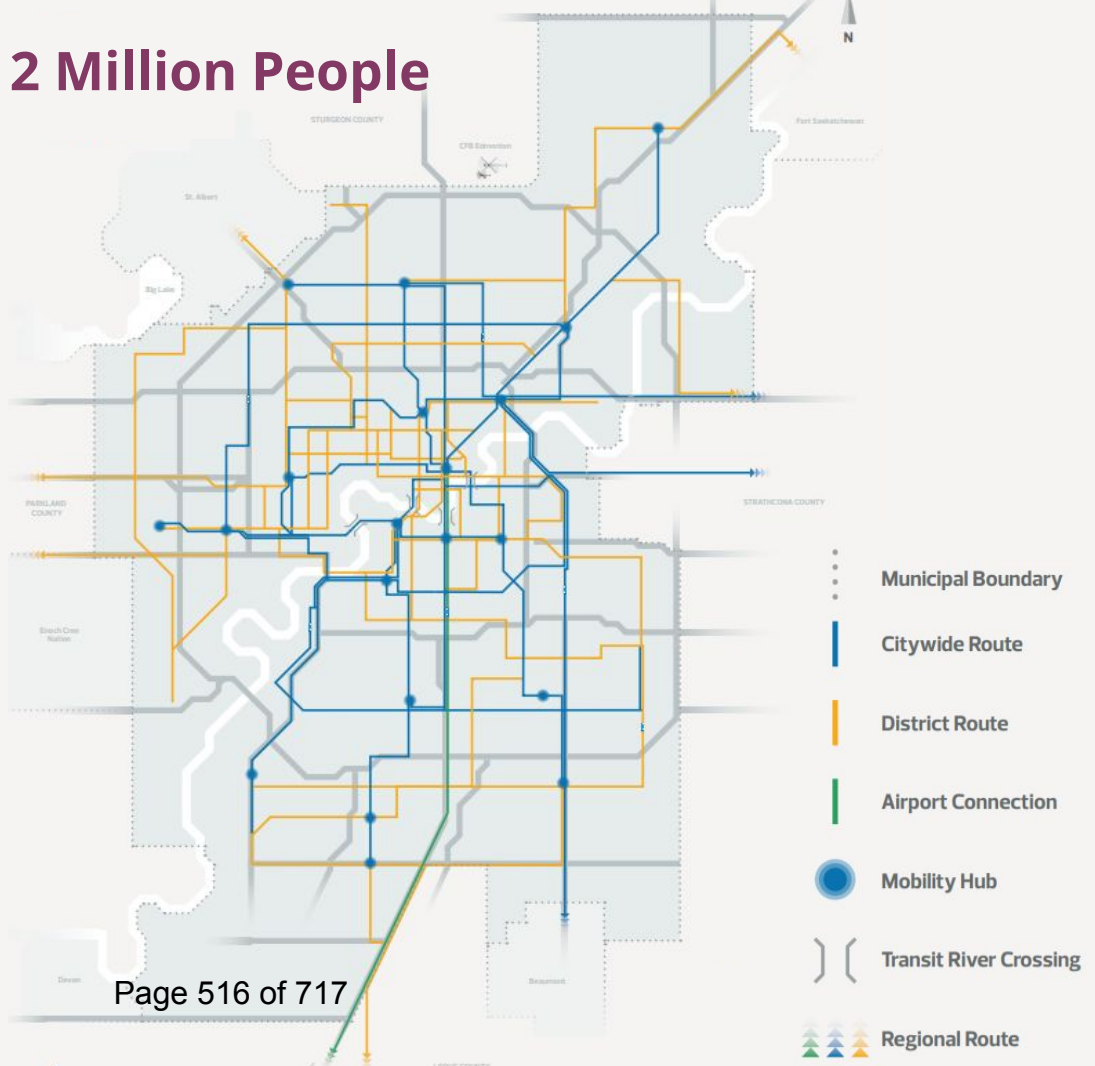 N
2 Million People
STURGEON COUNTY
Fort Saskatchewan
CFB Edmonton
St. Albert
Big Lake
PARKLAND
COUNTY
STRATHCONA COUNTY
Enoch Cree
Nation
Municipal Boundary
Citywide Route
District Route
Airport Connection
Mobility Hub
Transit River Crossing
Regional Route
Devon
Beaumont
Page 516 of 717